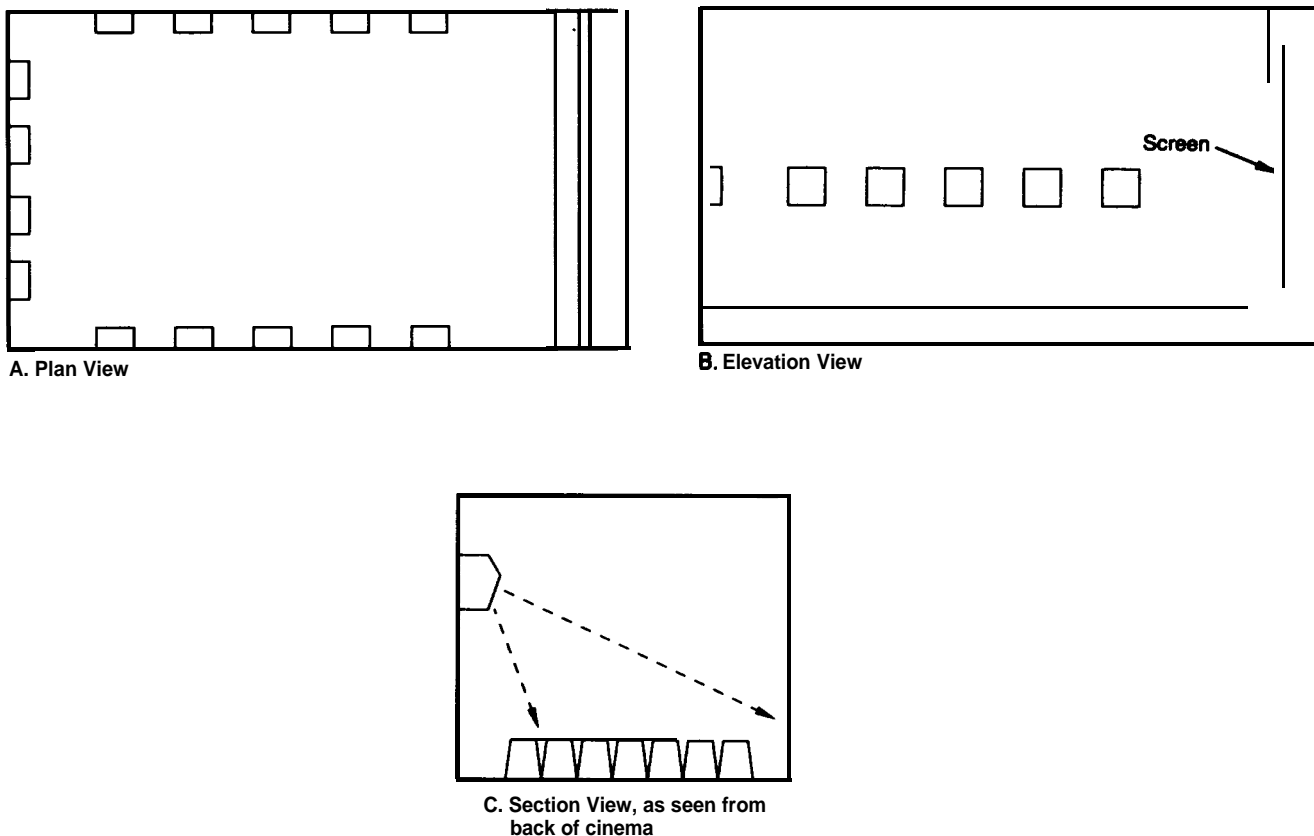 Screen
A. Plan View
B. Elevation View
C. Section View, as seen from
back of cinema